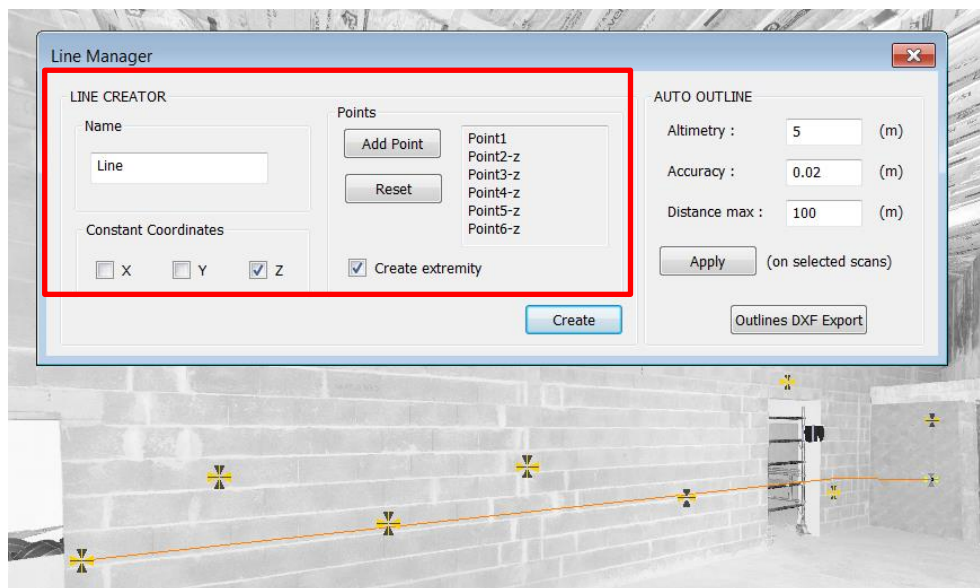 Line Manager
LINE CREATOR
Name
Line
Constant Coordinates
X
Y
Z
Points
Add Point
Reset
Point1
Point2-z
Point3-z
Point4-z
Point5-z
Point6-z
Create extremity
Create
AUTO OUTLINE
Altimetry : 5 (m)
Accuracy : 0.02 (m)
Distance max : 100 (m)
Apply (on selected scans)
Outlines DXF Export